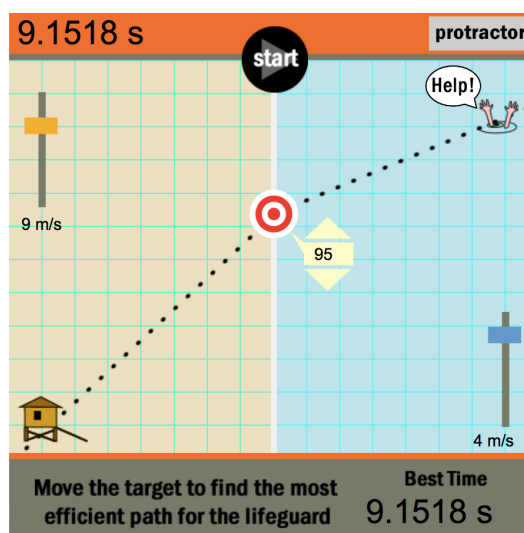 9.1518 s
protractor
start
Help!
9 m/s
95
4 m/s
Move the target to find the most
efficient path for the lifeguard
Best Time
9.1518 s